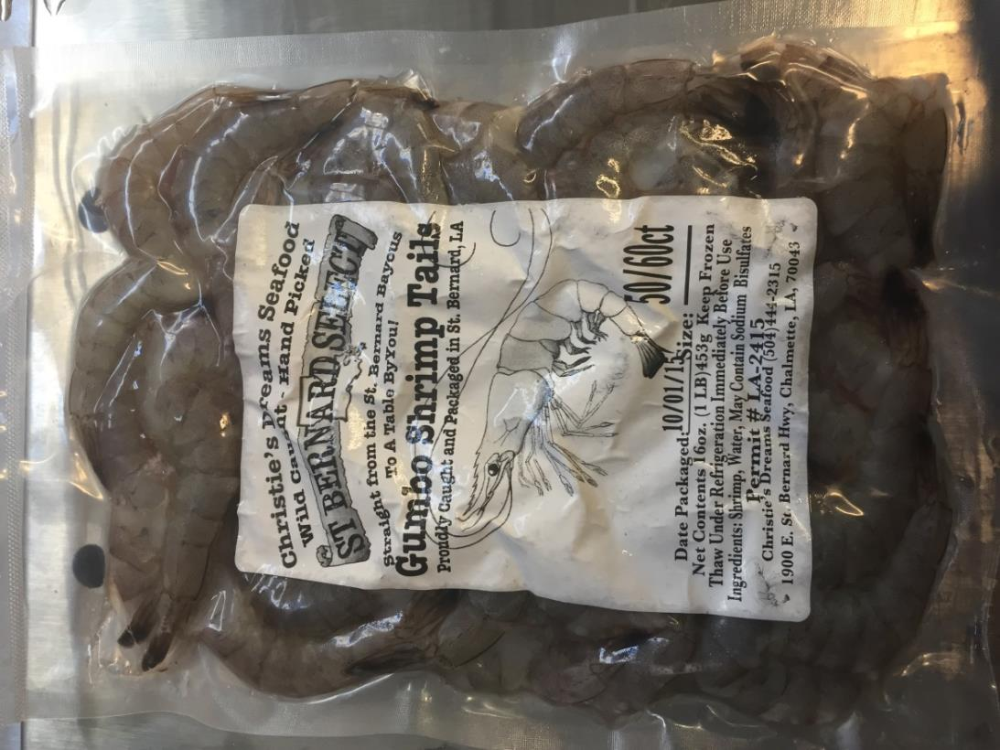 Christie's Dreams Seafood
Wild Caught - Hand Picked
ST BERNARD SELECT
Straight from the St. Bernard Bayous
To A Table ByYou!
Gumbo Shrimp Tails
Proudly Caught and Packaged in St. Bernard, LA
Date Packaged: 10/01/15 Size: 50/60ct
Net Contents 16oz. (1 LB)453g Keep Frozen
Thaw Under Refrigeration Immediately Before Use
Ingredients: Shrimp, Water, May Contain Sodium Bisulfates
Permit # LA-2415
Christie's Dreams Seafood (504)444-2315
1900 E. St. Bernard Hwy, Chalmette, LA, 70043